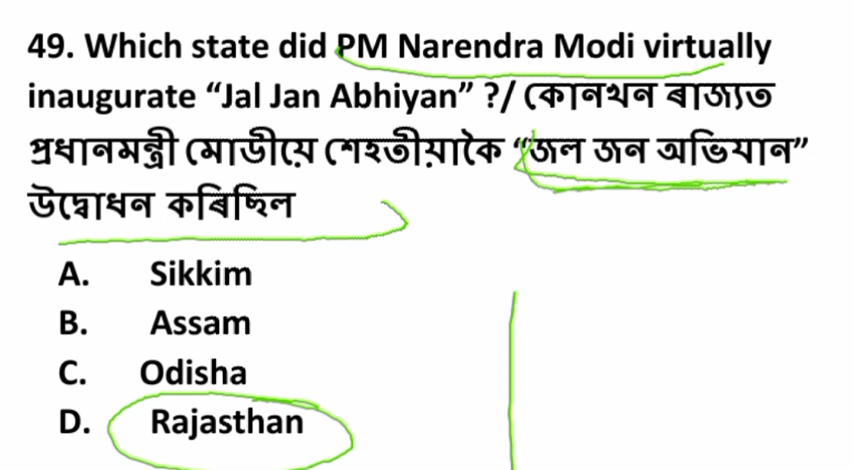 49. Which state did PM Narendra Modi virtually
inaugurate “Jal Jan Abhiyan” ?/ কোনখন ৰাজ্যত
প্ৰধানমন্ত্ৰী মোডীয়ে শেহতীয়াকৈ “জল জন অভিযান”
উদ্বোধন কৰিছিল
A. Sikkim
B. Assam
C. Odisha
D. Rajasthan